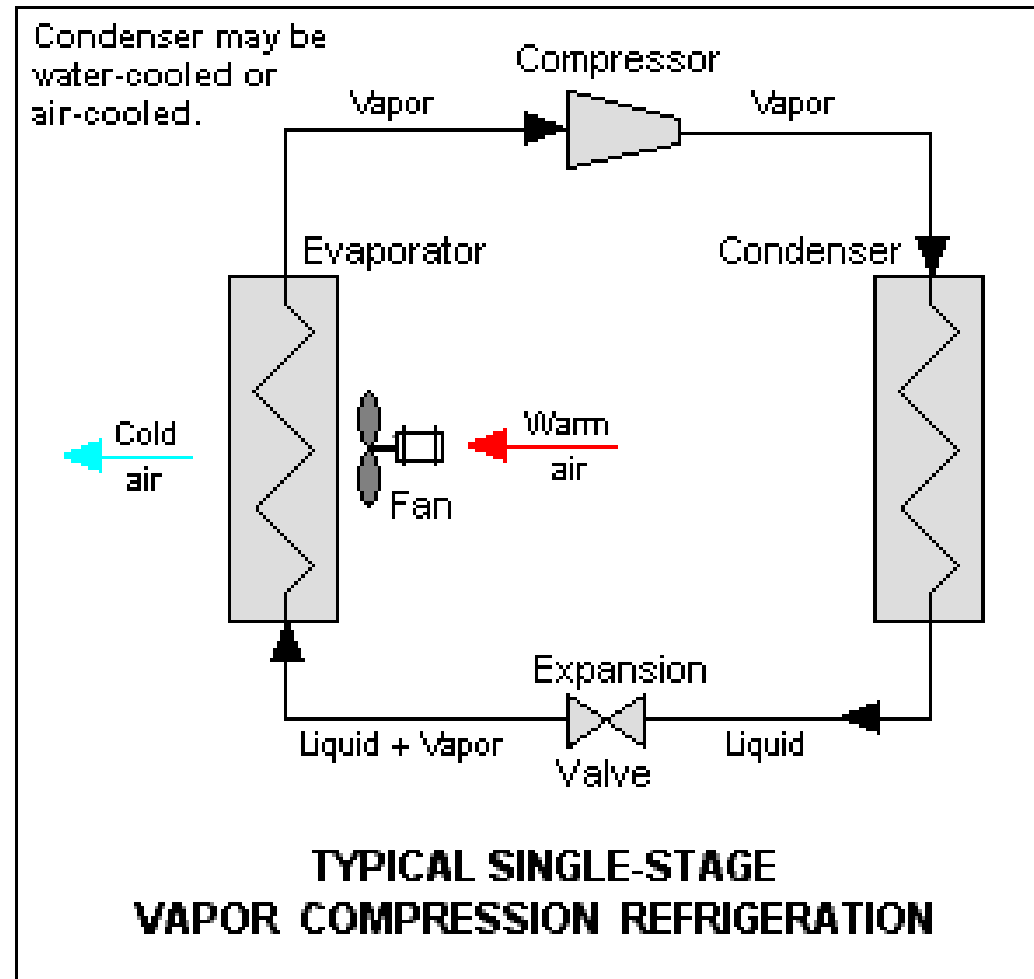 Condenser may be
water-cooled or
air-cooled.
Compressor
Vapor
Vapor
Evaporator
Condenser
Cold
air
Warm
air
Fan
Expansion
Valve
Liquid + Vapor
Liquid
TYPICAL SINGLE-STAGE
VAPOR COMPRESSION REFRIGERATION